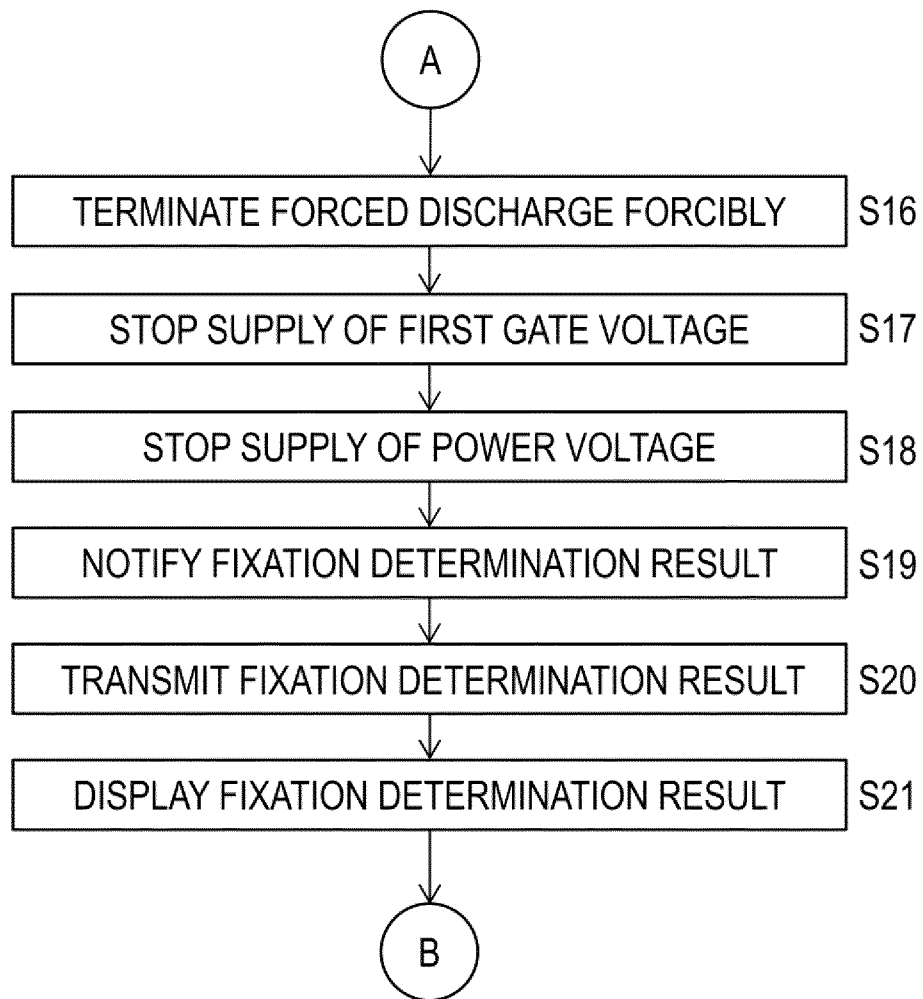 A
TERMINATE FORCED DISCHARGE FORCIBLY S16
STOP SUPPLY OF FIRST GATE VOLTAGE S17
STOP SUPPLY OF POWER VOLTAGE S18
NOTIFY FIXATION DETERMINATION RESULT S19
TRANSMIT FIXATION DETERMINATION RESULT S20
DISPLAY FIXATION DETERMINATION RESULT S21
B